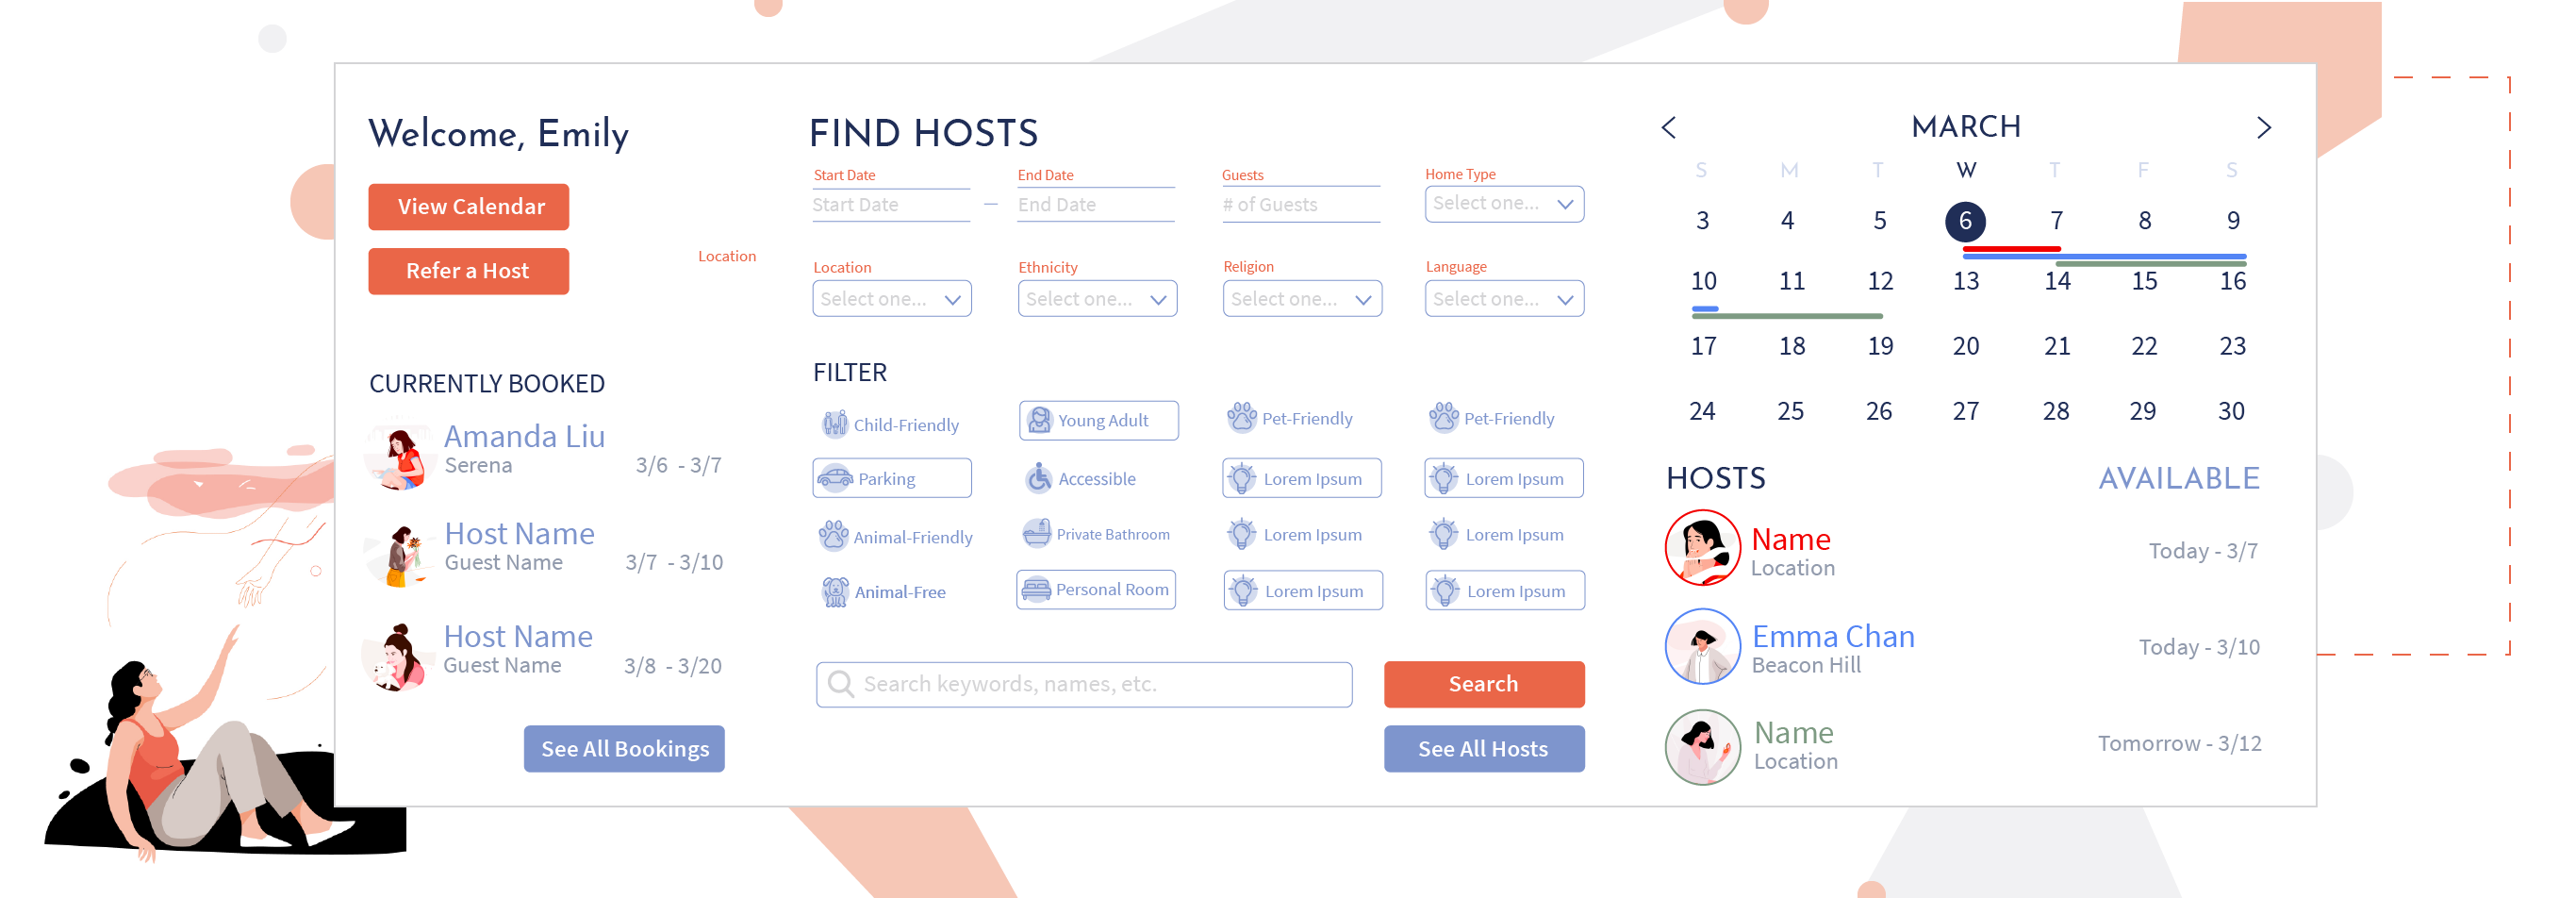 Welcome, Emily
View Calendar
Refer a Host
Location
CURRENTLY BOOKED
Amanda Liu
Serena
3/6 - 3/7
Host Name
Guest Name
3/7 - 3/10
Host Name
Guest Name
3/8 - 3/20
See All Bookings
FIND HOSTS
Start Date
End Date
Guests
Home Type
Start Date
–
End Date
# of Guests
Select one...
Location
Ethnicity
Religion
Language
Select one...
Select one...
Select one...
Select one...
FILTER
Child-Friendly
Young Adult
Pet-Friendly
Pet-Friendly
Parking
Accessible
Lorem Ipsum
Lorem Ipsum
Animal-Friendly
Private Bathroom
Lorem Ipsum
Lorem Ipsum
Animal-Free
Personal Room
Lorem Ipsum
Lorem Ipsum
Search keywords, names, etc.
Search
See All Hosts
MARCH
S M T W T F S
3 4 5 6 7 8 9
10 11 12 13 14 15 16
17 18 19 20 21 22 23
24 25 26 27 28 29 30
HOSTS
AVAILABLE
Name
Location
Today - 3/7
Emma Chan
Beacon Hill
Today - 3/10
Name
Location
Tomorrow - 3/12